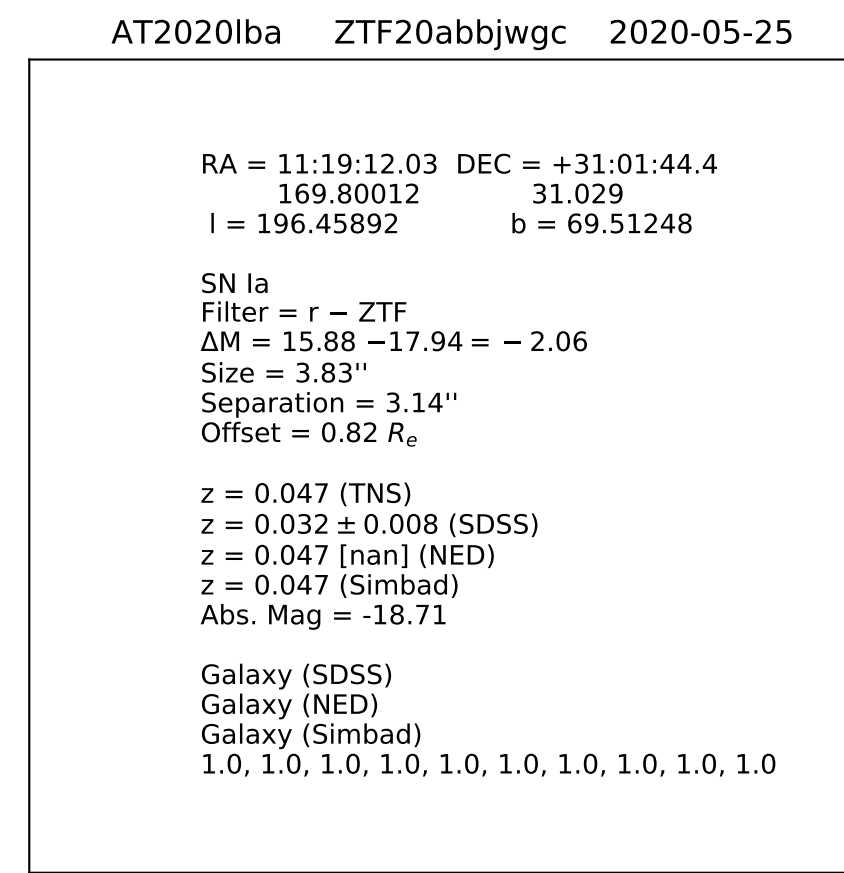 AT2020lba ZTF20abbjwgc 2020-05-25
RA = 11:19:12.03 DEC = +31:01:44.4
169.80012 31.029
l = 196.45892 b = 69.51248
SN Ia
Filter = r − ZTF
ΔM = 15.88 −17.94 = − 2.06
Size = 3.83''
Separation = 3.14''
Offset = 0.82 Rₑ
z = 0.047 (TNS)
z = 0.032 ± 0.008 (SDSS)
z = 0.047 [nan] (NED)
z = 0.047 (Simbad)
Abs. Mag = -18.71
Galaxy (SDSS)
Galaxy (NED)
Galaxy (Simbad)
1.0, 1.0, 1.0, 1.0, 1.0, 1.0, 1.0, 1.0, 1.0, 1.0